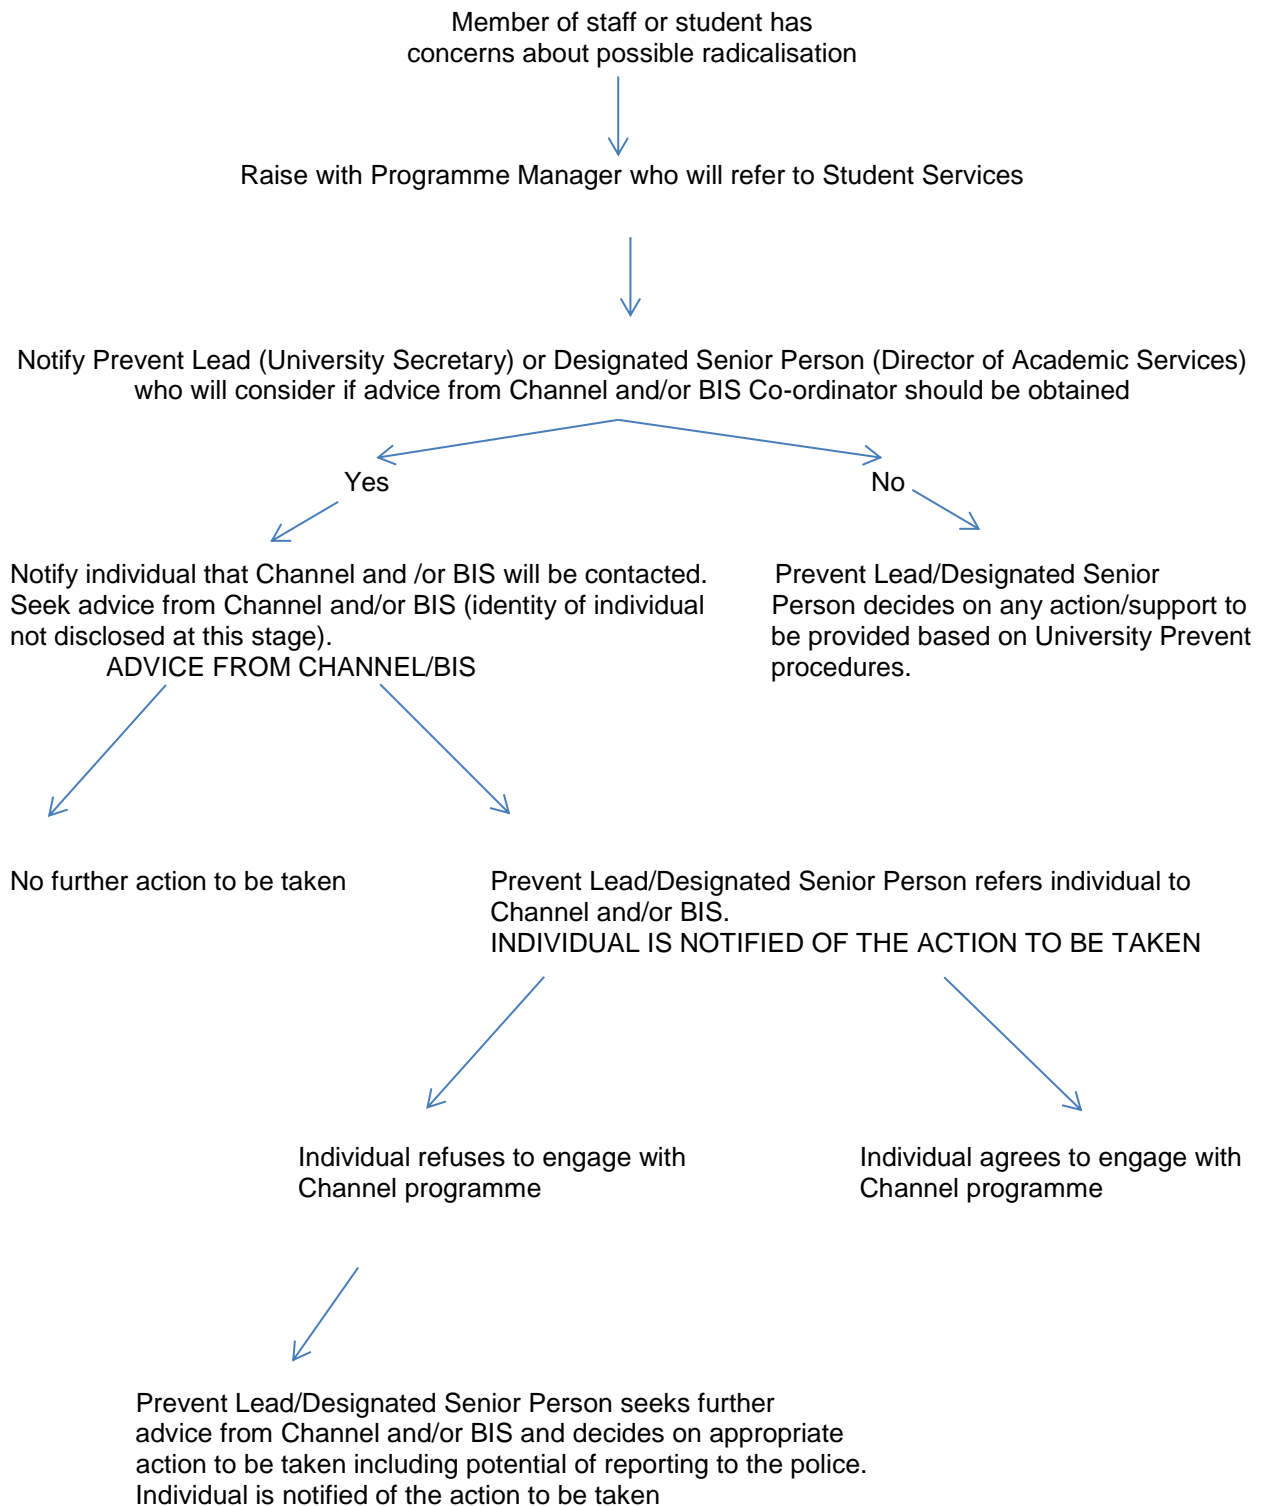 Member of staff or student has
concerns about possible radicalisation
Raise with Programme Manager who will refer to Student Services
Notify Prevent Lead (University Secretary) or Designated Senior Person (Director of Academic Services)
who will consider if advice from Channel and/or BIS Co-ordinator should be obtained
Yes
No
Notify individual that Channel and /or BIS will be contacted.
Seek advice from Channel and/or BIS (identity of individual
not disclosed at this stage).
ADVICE FROM CHANNEL/BIS
Prevent Lead/Designated Senior
Person decides on any action/support to
be provided based on University Prevent
procedures.
No further action to be taken
Prevent Lead/Designated Senior Person refers individual to
Channel and/or BIS.
INDIVIDUAL IS NOTIFIED OF THE ACTION TO BE TAKEN
Individual refuses to engage with
Channel programme
Individual agrees to engage with
Channel programme
Prevent Lead/Designated Senior Person seeks further
advice from Channel and/or BIS and decides on appropriate
action to be taken including potential of reporting to the police.
Individual is notified of the action to be taken